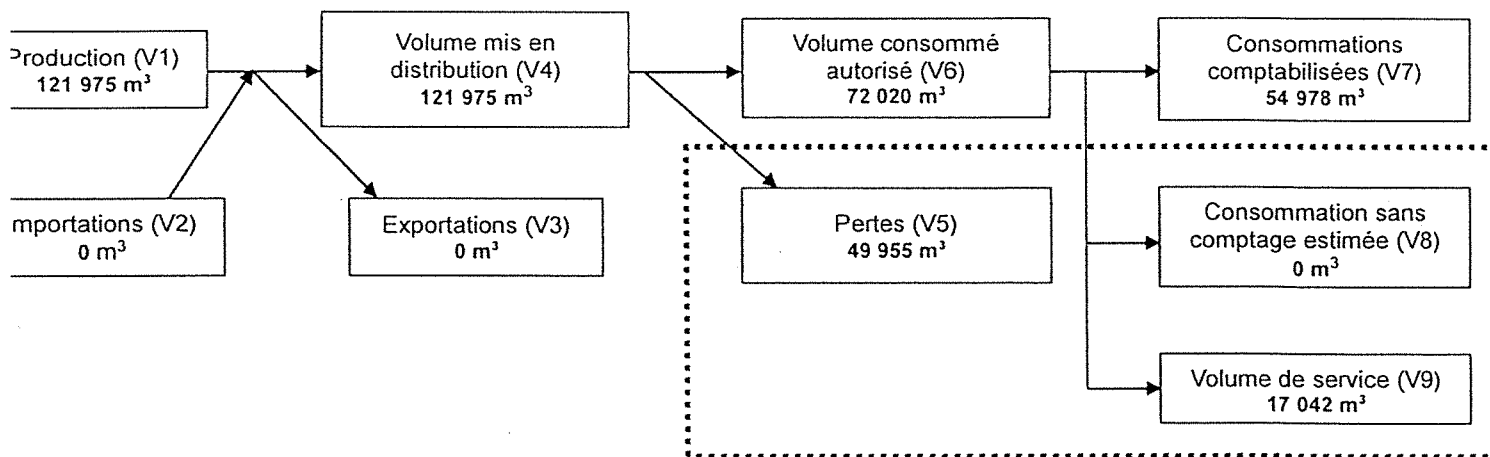 Production (V1)
121 975 m³
Volume mis en
distribution (V4)
121 975 m³
Volume consommé
autorisé (V6)
72 020 m³
Consommations
comptabilisées (V7)
54 978 m³
mportations (V2)
0 m³
Exportations (V3)
0 m³
Pertes (V5)
49 955 m³
Consommation sans
comptage estimée (V8)
0 m³
Volume de service (V9)
17 042 m³